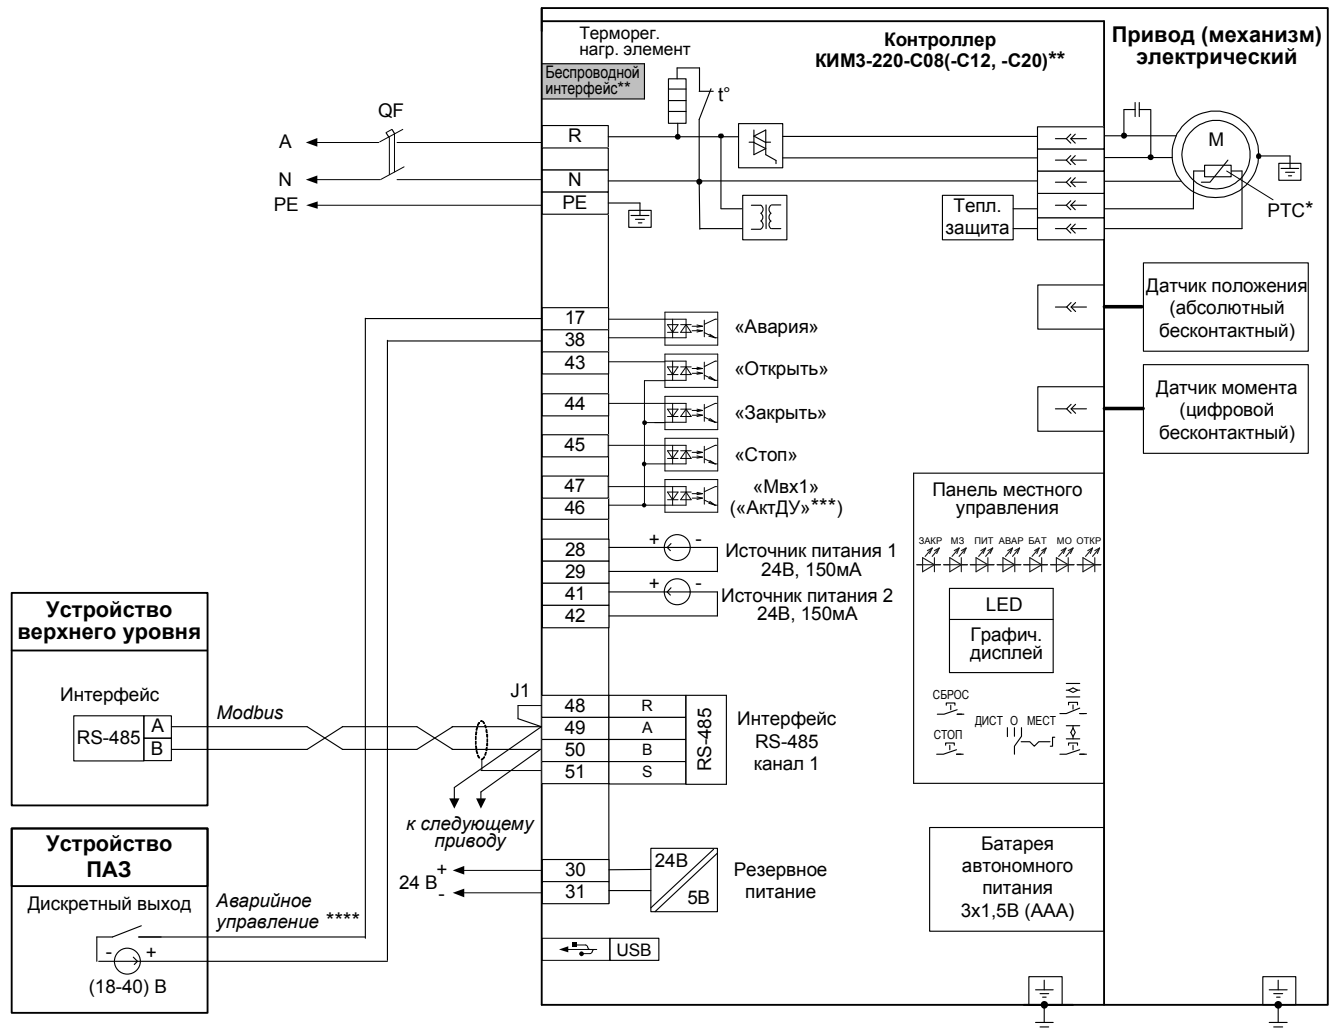 Терморег.
нагр. элемент
Контроллер
КИМ3-220-С08(-С12, -С20)**
Привод (механизм)
электрический
Беспроводной
интерфейс**
t°
QF
A
R
M
N
N
PE
PE
PTC*
Тепл.
защита
Датчик положения
(абсолютный
бесконтактный)
17
«Авария»
38
43
«Открыть»
44
«Закрыть»
Датчик момента
(цифровой
бесконтактный)
45
«Стоп»
47
«Мвх1»
46
(«АктДУ»***)
Панель местного
управления
ЗАКР МЗ ПИТ АВАР БАТ МО ОТКР
28
+ -
Источник питания 1
29
24В, 150мА
41
+ -
Источник питания 2
42
24В, 150мА
LED
Графич.
дисплей
СБРОС
ДИСТ О МЕСТ
СТОП
Устройство
верхнего уровня
Интерфейс
RS-485
A
B
Modbus
J1
48 R
49 A
50 B
51 S
RS-485
Интерфейс
RS-485
канал 1
к следующему
приводу
Устройство
ПАЗ
Дискретный выход
- +
(18-40) В
Аварийное
управление ****
24 В
+
-
30
31
24В
5В
Резервное
питание
Батарея
автономного
питания
3х1,5В (ААА)
USB